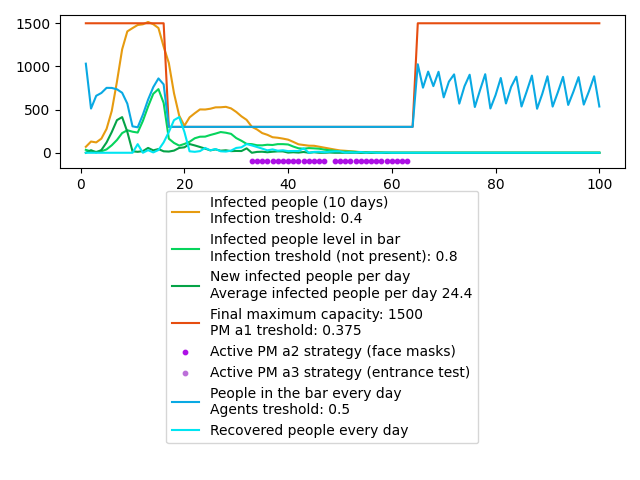 1500
1000
500
0
0 20 40 60 80 100
Infected people (10 days)
Infection treshold: 0.4
Infected people level in bar
Infection treshold (not present): 0.8
New infected people per day
Average infected people per day 24.4
Final maximum capacity: 1500
PM a1 treshold: 0.375
Active PM a2 strategy (face masks)
Active PM a3 strategy (entrance test)
People in the bar every day
Agents treshold: 0.5
Recovered people every day